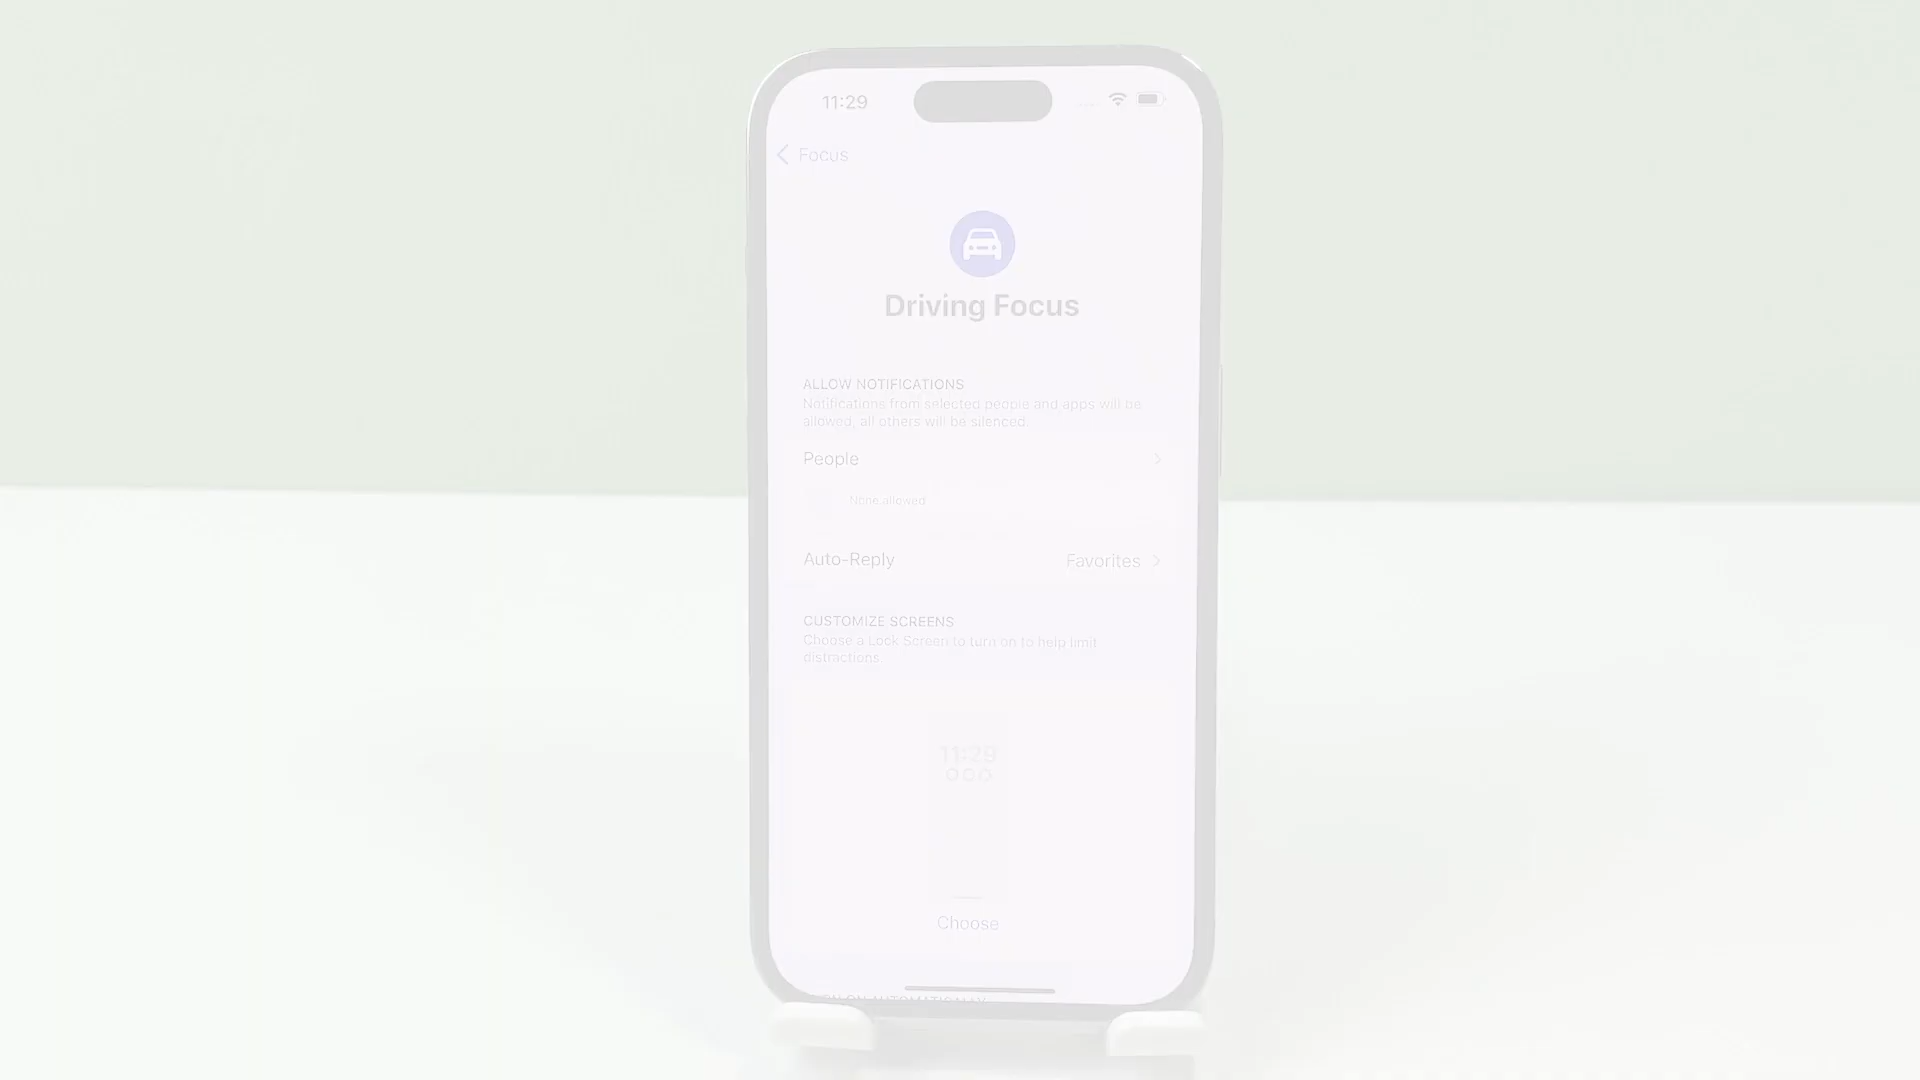 11:29
Focus
Driving Focus
ALLOW NOTIFICATIONS
Notifications from selected people and apps will be
allowed, all others will be silenced.
People
None allowed
Auto-Reply
Favorites
CUSTOMIZE SCREENS
Choose a Lock Screen to turn on to help limit
distractions
11:29
Choose
ON AUTOMATICALLY